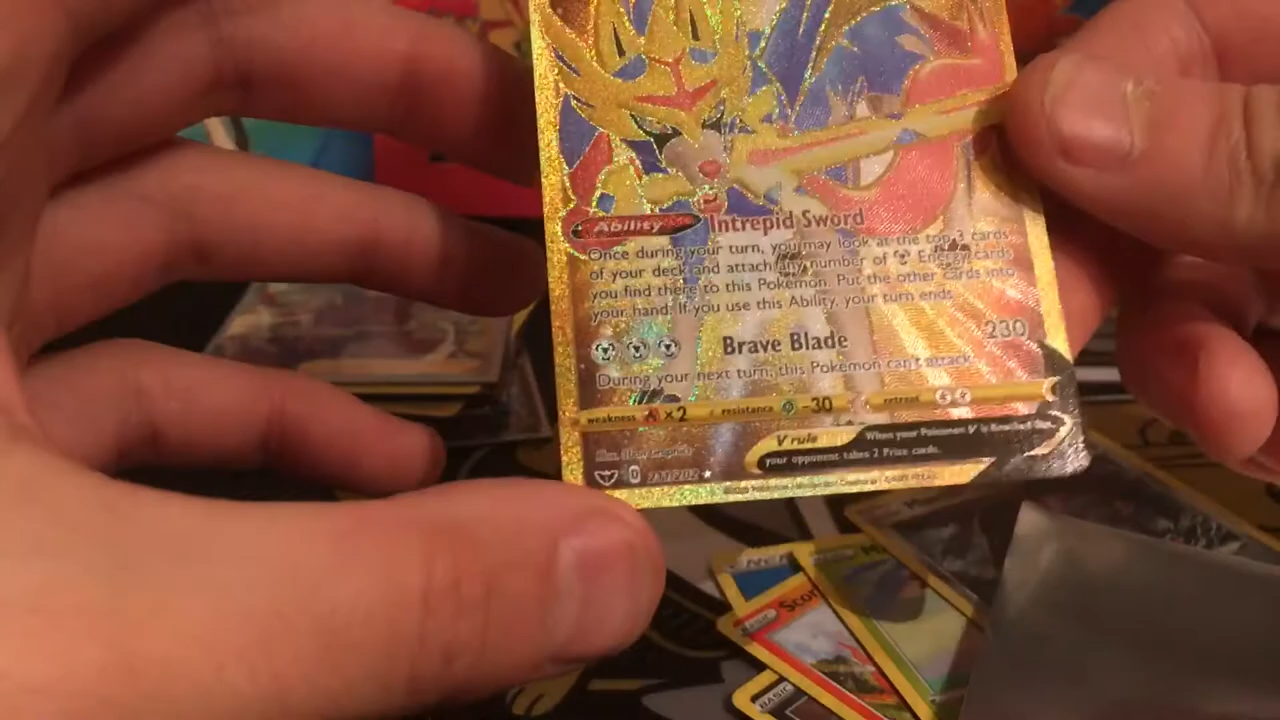 Ability Intrepid Sword
Once during your turn, you may look at the top 3 cards
of your deck and attach any number of Energy cards
you find there to this Pokémon. Put the other cards into
your hand. If you use this Ability, your turn ends.
Brave Blade 230
During your next turn, this Pokémon can't attack.
weakness ×2 resistance -30 retreat
V rule When your Pokémon V is Knocked Out,
your opponent takes 2 Prize cards.
211/202
BASIC Scor
BASIC